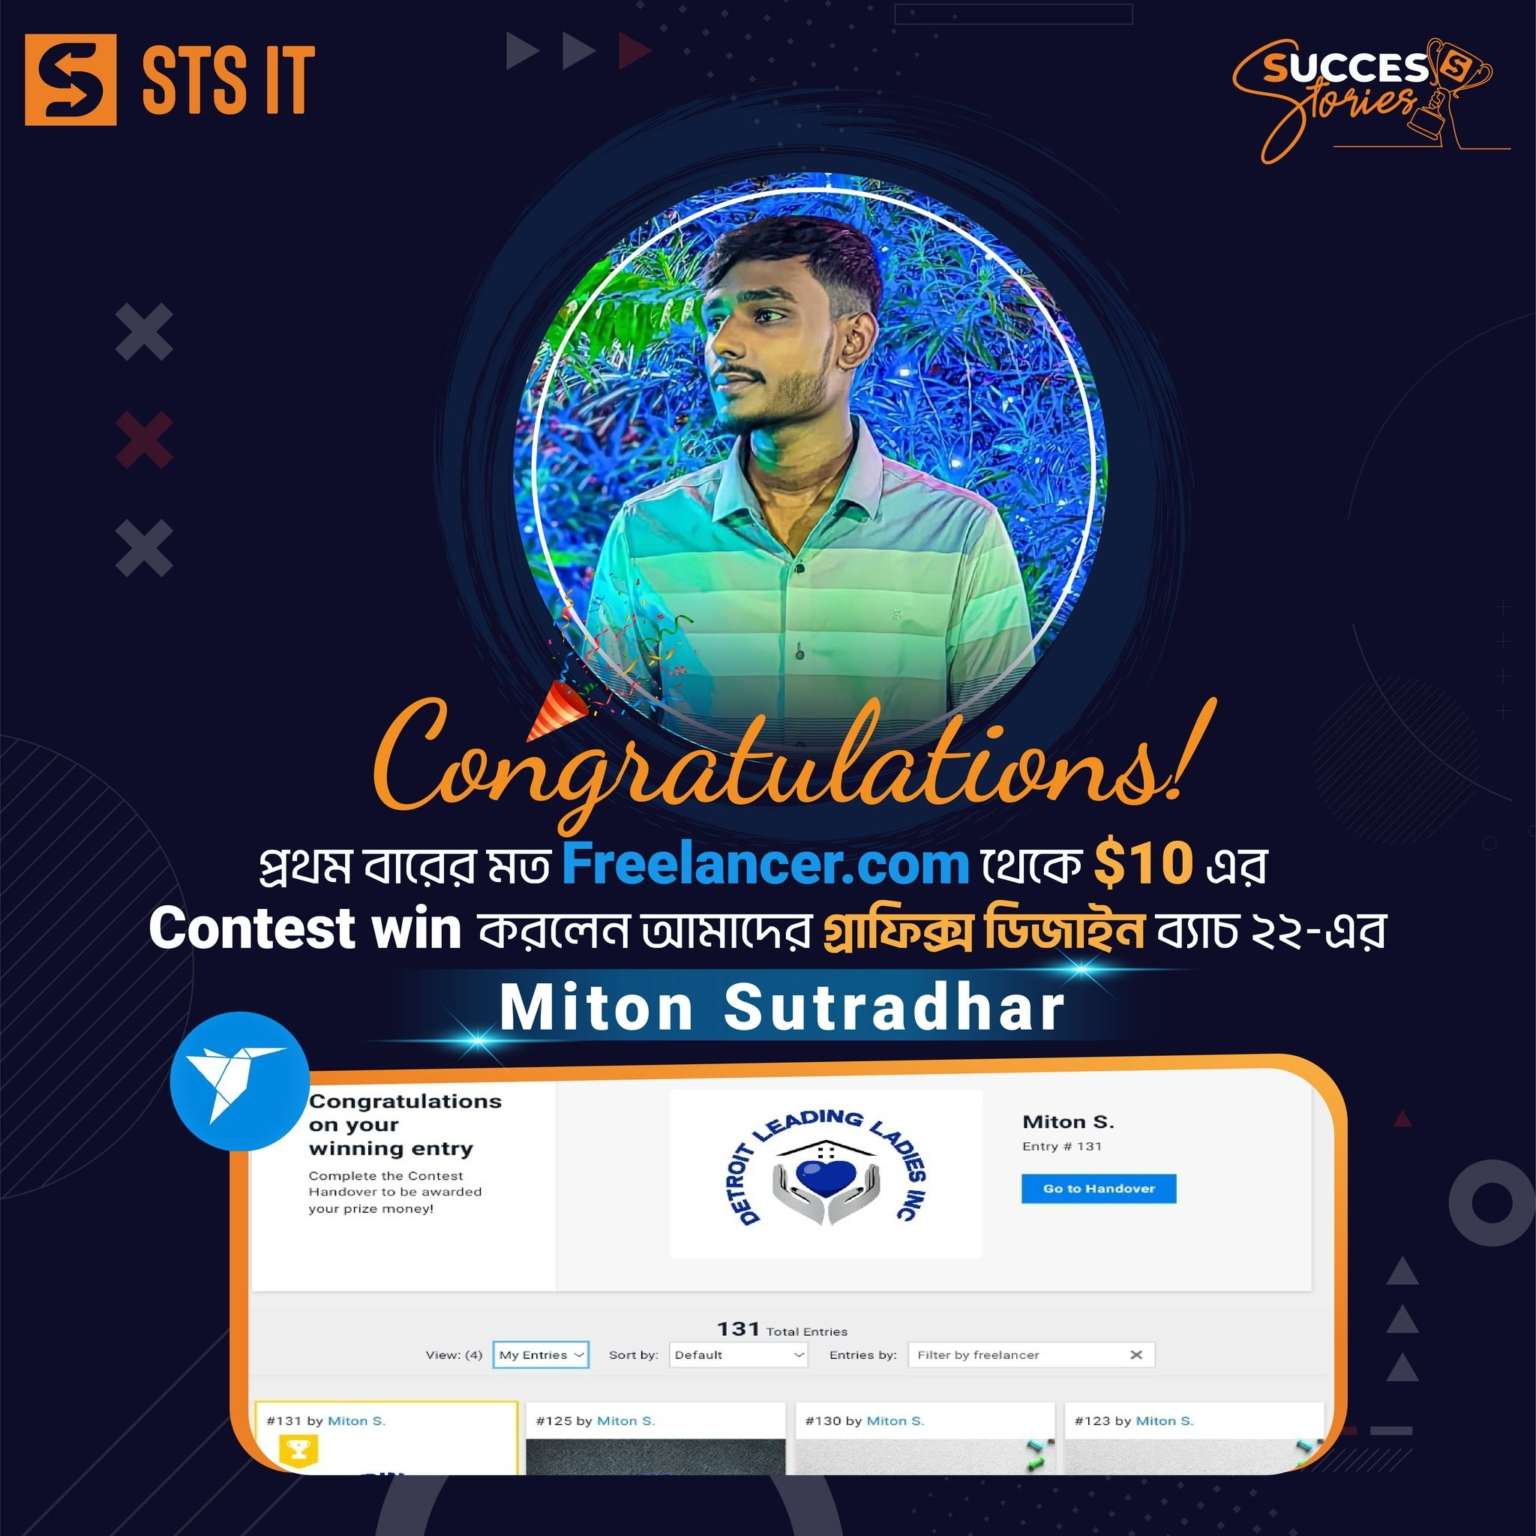 STS IT
SUCCESS
Stories
Congratulations!
প্রথম বারের মত Freelancer.com থেকে $10 এর
Contest win করলেন আমাদের গ্রাফিক্স ডিজাইন ব্যাচ ২২-এর
Miton Sutradhar
Congratulations
on your
winning entry
Complete the Contest
Handover to be awarded
your prize money!
DETROIT LEADING LADIES INC
Miton S.
Entry # 131
Go to Handover
131 Total Entries
View: (4) My Entries Sort by: Default Entries by: Filter by freelancer
#131 by Miton S. #125 by Miton S. #130 by Miton S. #123 by Miton S.